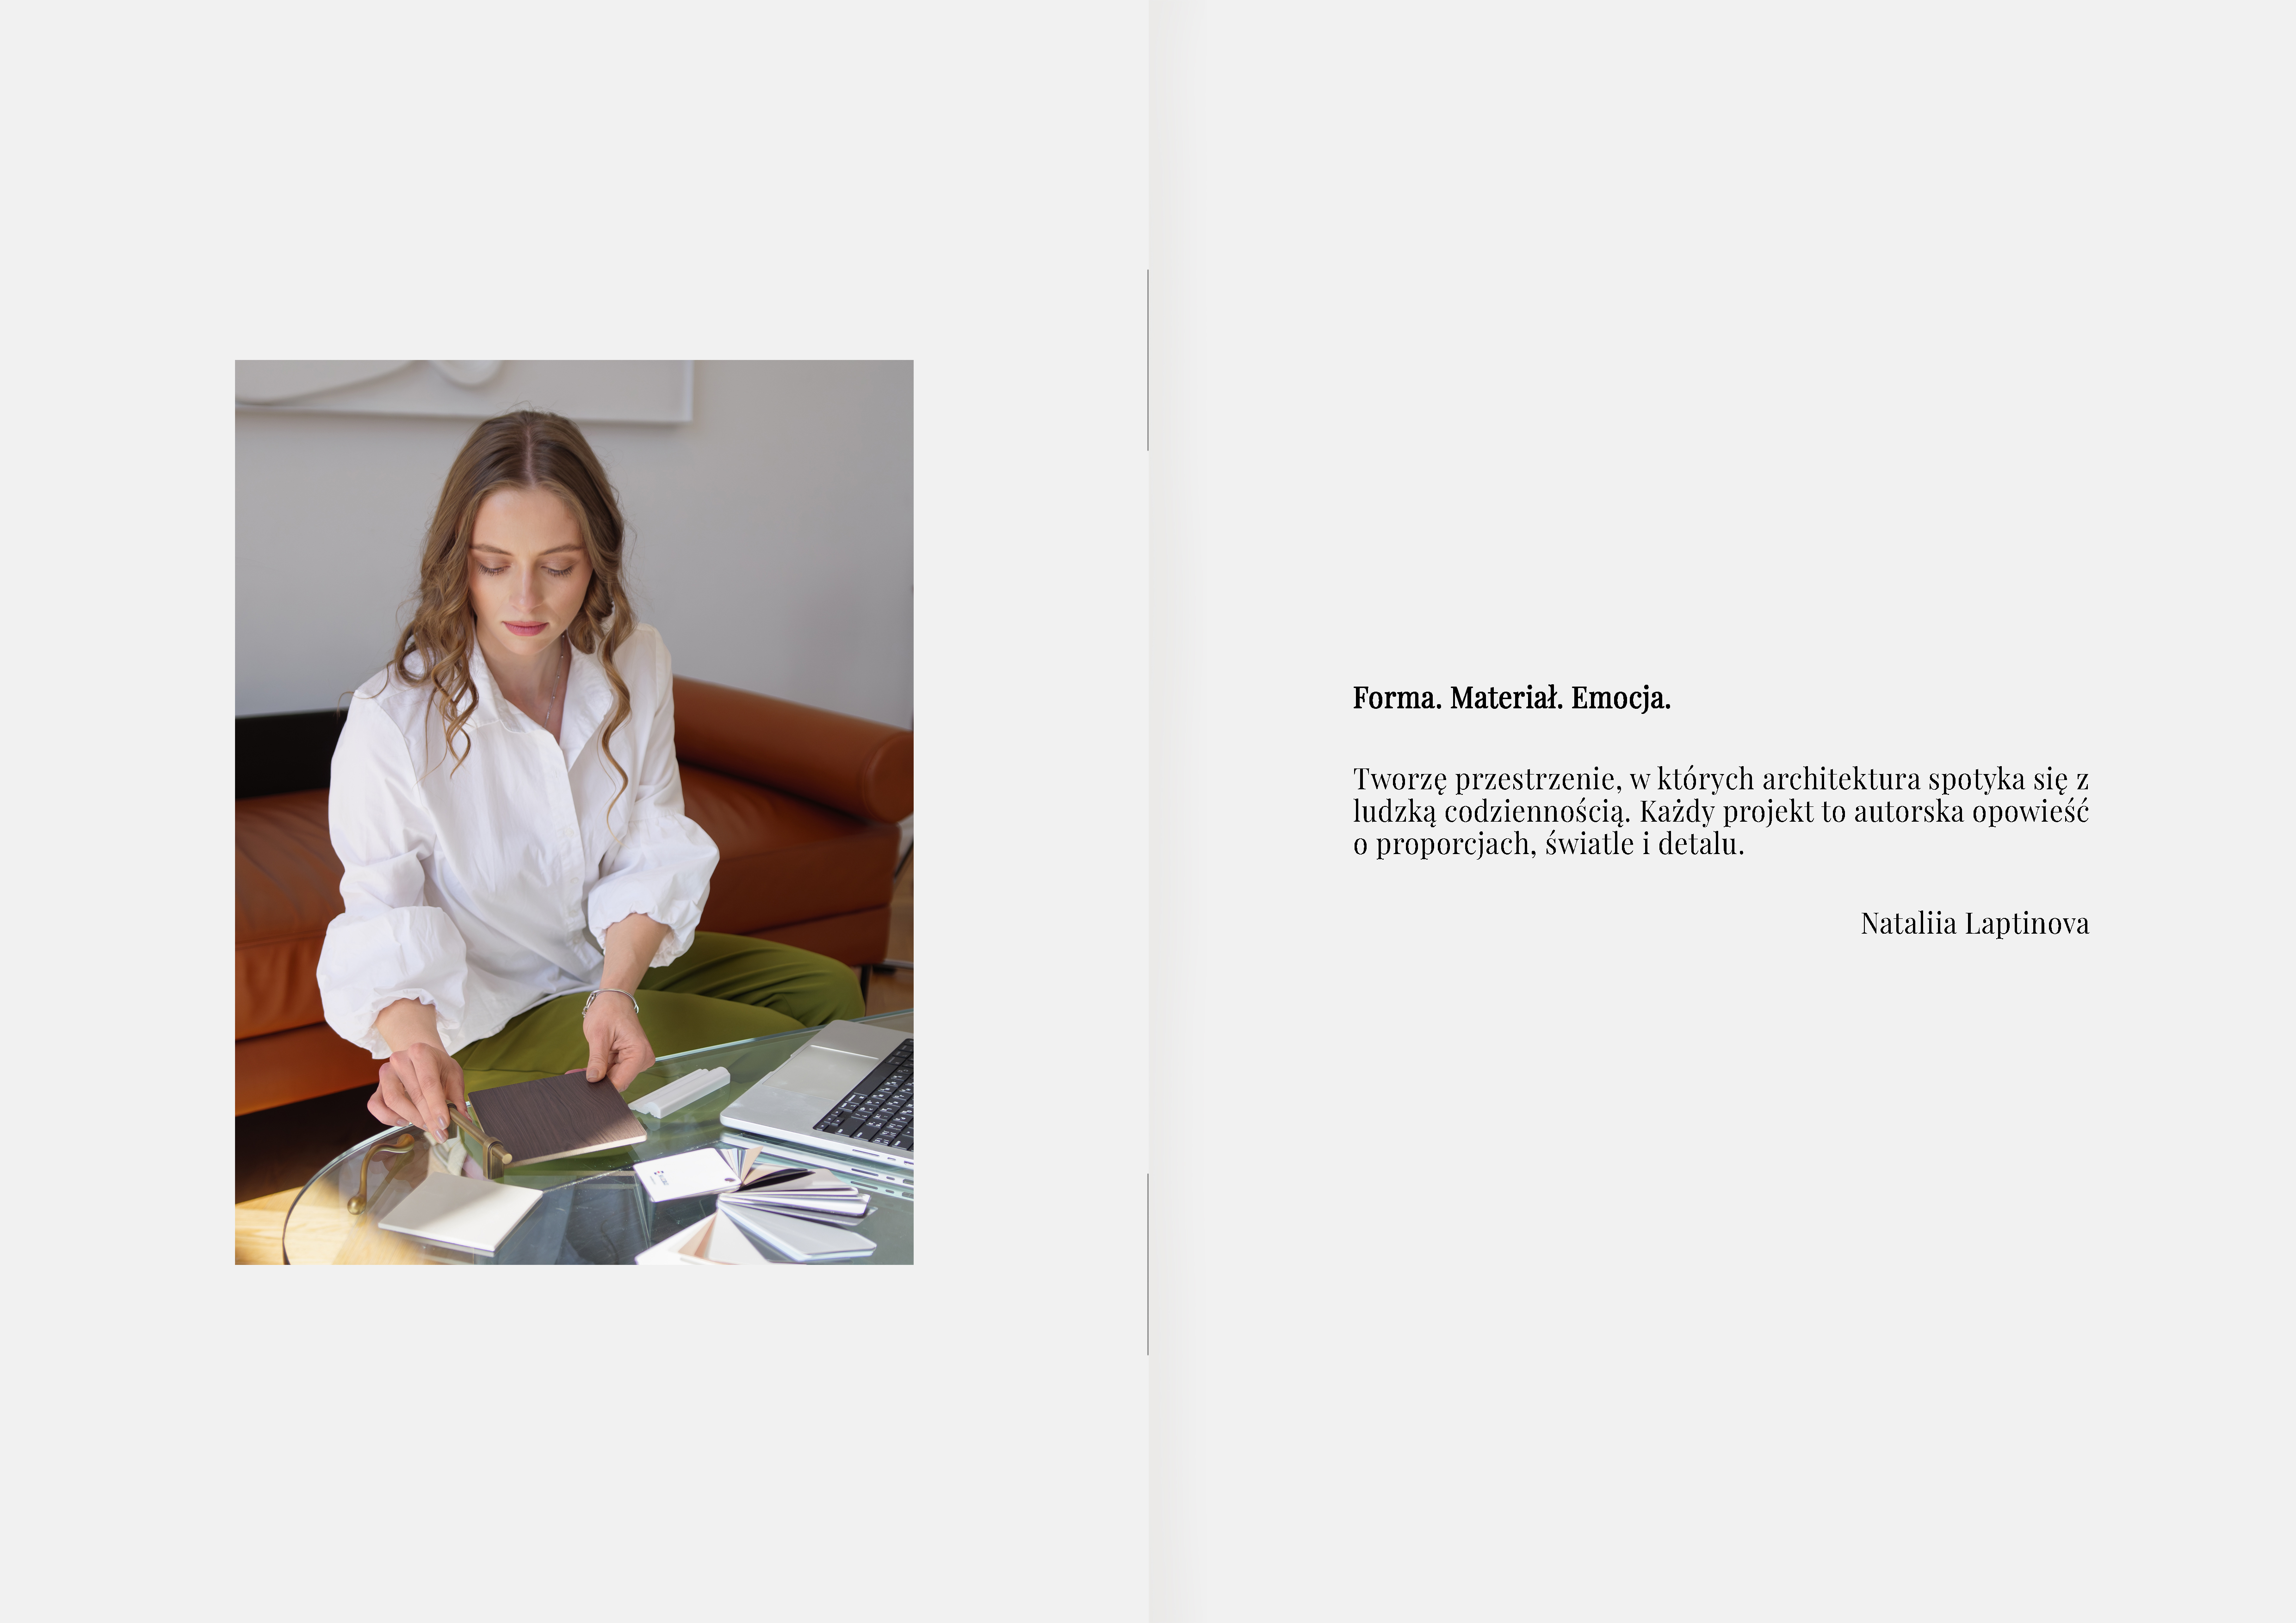 Forma. Materiał. Emocja.
Tworzę przestrzenie, w których architektura spotyka się z
ludzką codziennością. Każdy projekt to autorska opowieść
o proporcjach, świetle i detalu.
Nataliia Laptinova